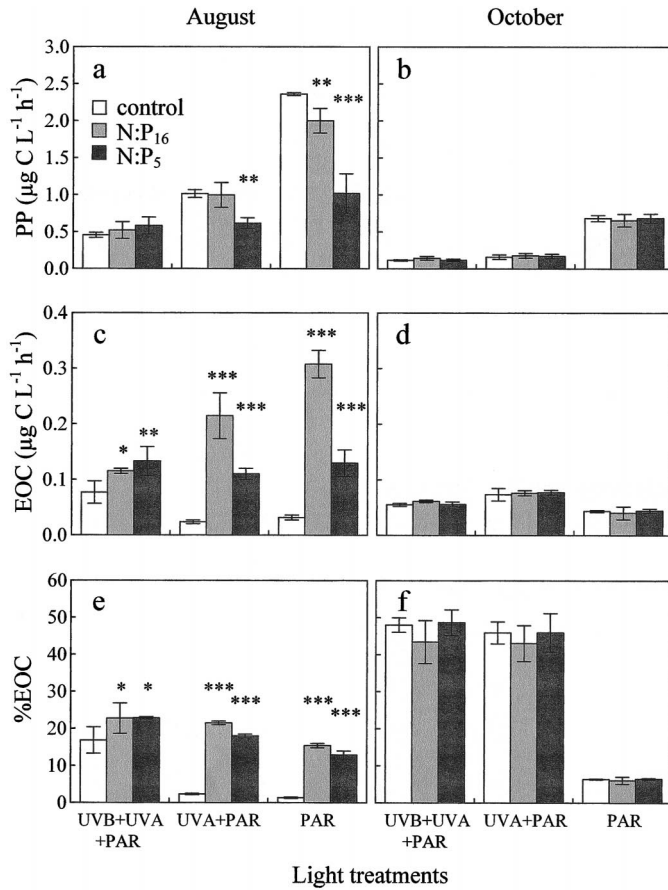 August October
a
b
PP (µg C L⁻¹ h⁻¹)
3.0
2.5
2.0
1.5
1.0
0.5
0.0
control
N:P₁₆
N:P₅
**
**
***
c
d
EOC (µg C L⁻¹ h⁻¹)
0.4
0.3
0.2
0.1
0.0
*
**
***
***
***
***
e
f
%EOC
60
50
40
30
20
10
0
*
*
***
***
***
***
UVB+UVA UVA+PAR PAR UVB+UVA UVA+PAR PAR
+PAR +PAR
Light treatments